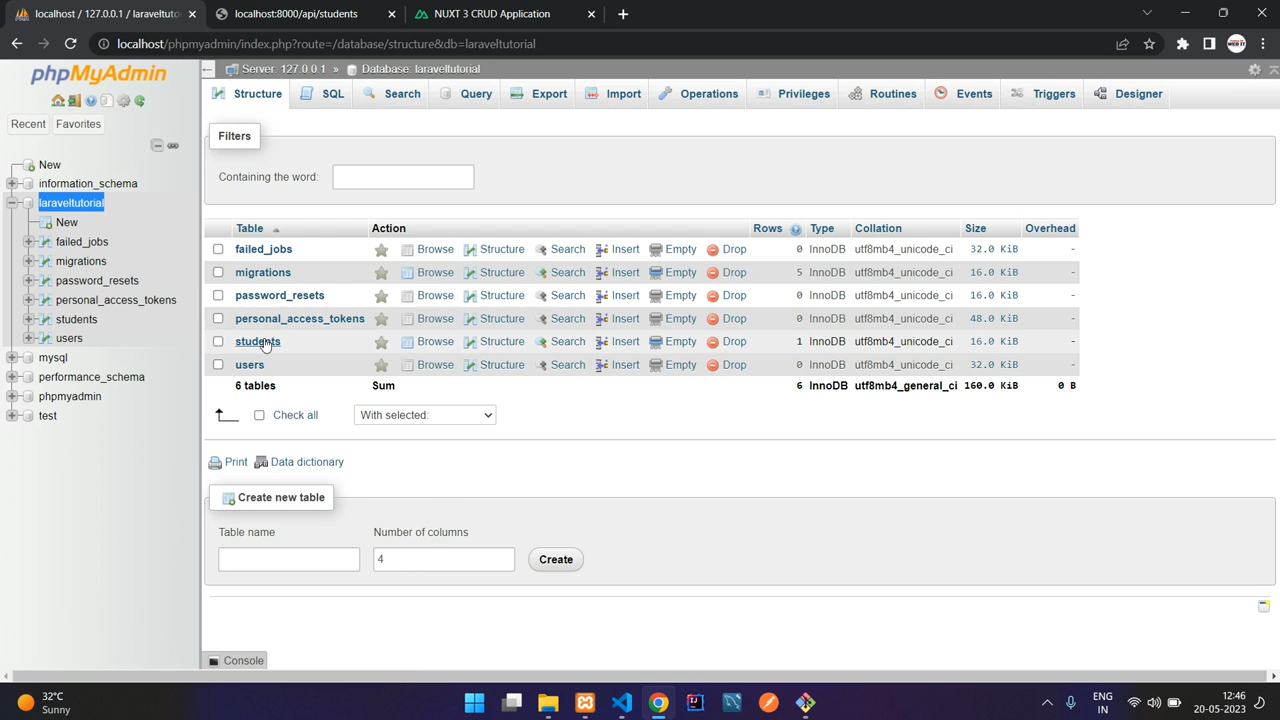 localhost / 127.0.0.1 / laraveltuto
localhost:8000/api/students
NUXT 3 CRUD Application
localhost/phpmyadmin/index.php?route=/database/structure&db=laraveltutorial
phpMyAdmin
Recent Favorites
New
information_schema
laraveltutorial
New
failed_jobs
migrations
password_resets
personal_access_tokens
students
users
mysql
performance_schema
phpmyadmin
test
Server: 127.0.0.1 » Database: laraveltutorial
Structure SQL Search Query Export Import Operations Privileges Routines Events Triggers Designer
Filters
Containing the word:
Table Action Rows Type Collation Size Overhead
failed_jobs Browse Structure Search Insert Empty Drop 0 InnoDB utf8mb4_unicode_ci 32.0 KiB -
migrations Browse Structure Search Insert Empty Drop 5 InnoDB utf8mb4_unicode_ci 16.0 KiB -
password_resets Browse Structure Search Insert Empty Drop 0 InnoDB utf8mb4_unicode_ci 16.0 KiB -
personal_access_tokens Browse Structure Search Insert Empty Drop 0 InnoDB utf8mb4_unicode_ci 48.0 KiB -
students Browse Structure Search Insert Empty Drop 1 InnoDB utf8mb4_unicode_ci 16.0 KiB -
users Browse Structure Search Insert Empty Drop 0 InnoDB utf8mb4_unicode_ci 32.0 KiB -
6 tables Sum 6 InnoDB utf8mb4_general_ci 160.0 KiB 0 B
Check all With selected:
Print Data dictionary
Create new table
Table name Number of columns
4 Create
Console
32°C
Sunny
ENG
IN
12:46
20-05-2023